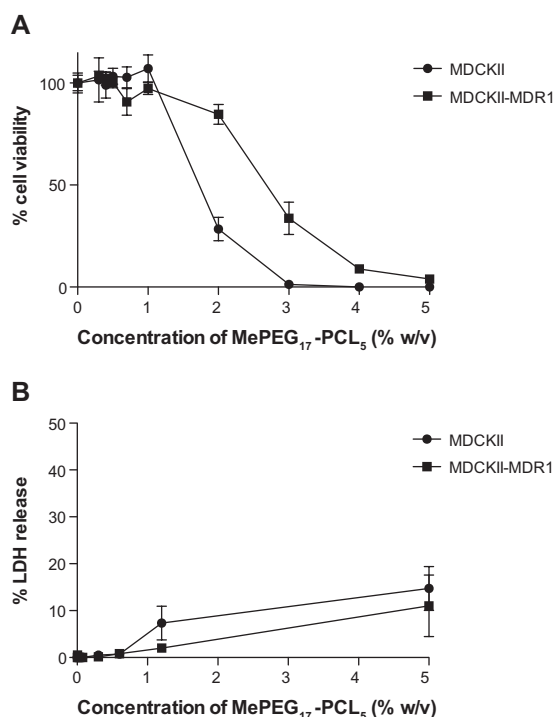 A
MDCKII
MDCKII-MDR1
% cell viability
100
50
0
0 1 2 3 4 5
Concentration of MePEG17-PCL5 (% w/v)
B
MDCKII
MDCKII-MDR1
% LDH release
50
40
30
20
10
0
0 1 2 3 4 5
Concentration of MePEG17-PCL5 (% w/v)